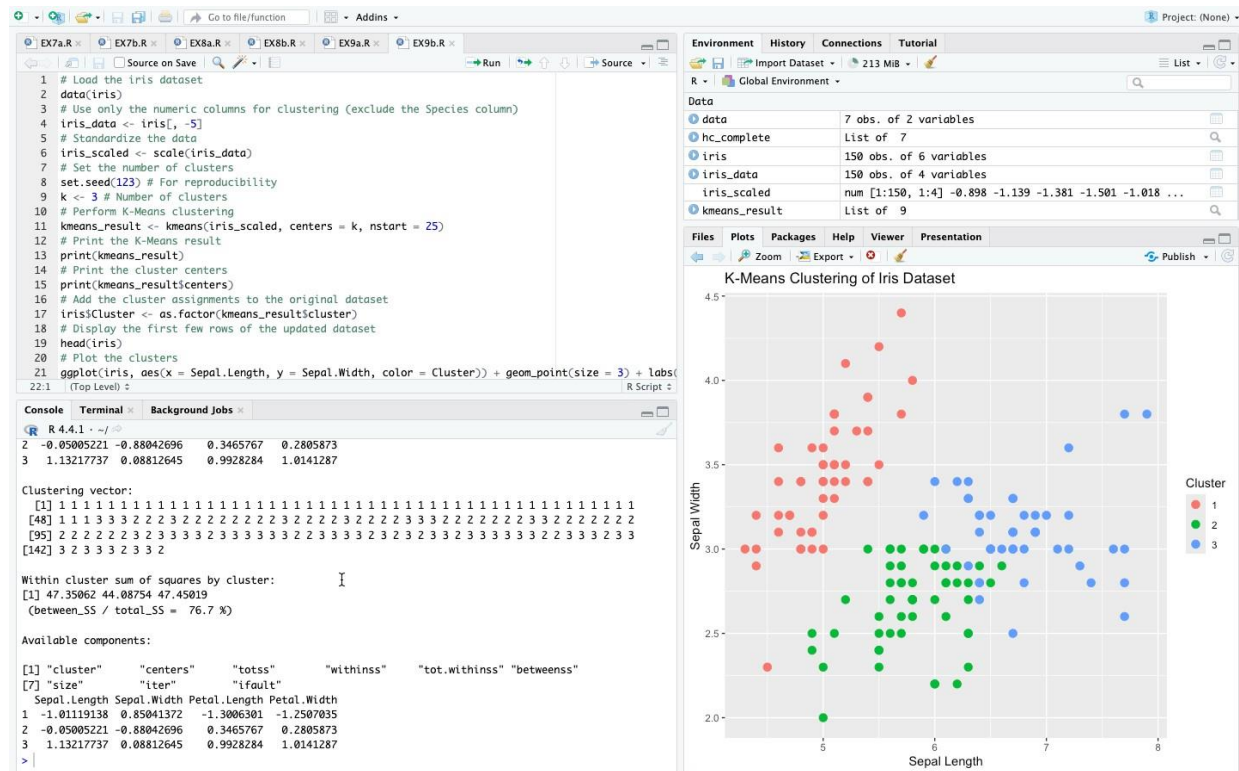 Go to file/function
Addins
Project: (None)
EX7a.R
EX7b.R
EX8a.R
EX8b.R
EX9a.R
EX9b.R
Source on Save
Run
Source
1 # Load the iris dataset
2 data(iris)
3 # Use only the numeric columns for clustering (exclude the Species column)
4 iris_data <- iris[, -5]
5 # Standardize the data
6 iris_scaled <- scale(iris_data)
7 # Set the number of clusters
8 set.seed(123) # For reproducibility
9 k <- 3 # Number of clusters
10 # Perform K-Means clustering
11 kmeans_result <- kmeans(iris_scaled, centers = k, nstart = 25)
12 # Print the K-Means result
13 print(kmeans_result)
14 # Print the cluster centers
15 print(kmeans_result$centers)
16 # Add the cluster assignments to the original dataset
17 iris$Cluster <- as.factor(kmeans_result$cluster)
18 # Display the first few rows of the updated dataset
19 head(iris)
20 # Plot the clusters
21 ggplot(iris, aes(x = Sepal.Length, y = Sepal.Width, color = Cluster)) + geom_point(size = 3) + labs(
22:1 (Top Level) R Script
Console Terminal Background Jobs
R 4.4.1 · ~/
2 -0.05005221 -0.88042696 0.3465767 0.2805873
3 1.13217737 0.08812645 0.9928284 1.0141287
Clustering vector:
[1] 1 1 1 1 1 1 1 1 1 1 1 1 1 1 1 1 1 1 1 1 1 1 1 1 1 1 1 1 1 1 1 1 1 1 1 1 1 1 1 1 1 1 1 1 1 1 1
[48] 1 1 1 3 3 3 2 2 2 3 2 2 2 2 2 2 2 2 3 2 2 2 2 3 2 2 2 2 3 3 3 2 2 2 2 2 2 2 3 3 2 2 2 2 2 2 2
[95] 2 2 2 2 2 2 3 2 3 3 3 2 3 3 3 3 3 3 2 2 3 3 3 3 2 3 2 3 2 3 3 2 3 3 3 3 3 3 2 2 3 3 3 2 3 3
[142] 3 2 3 3 3 2 3 3 2
Within cluster sum of squares by cluster:
[1] 47.35062 44.08754 47.45019
(between_SS / total_SS = 76.7 %)
Available components:
[1] "cluster" "centers" "totss" "withinss" "tot.withinss" "betweenss"
[7] "size" "iter" "ifault"
Sepal.Length Sepal.Width Petal.Length Petal.Width
1 -1.01119138 0.85041372 -1.3006301 -1.2507035
2 -0.05005221 -0.88042696 0.3465767 0.2805873
3 1.13217737 0.08812645 0.9928284 1.0141287
>
Environment History Connections Tutorial
Import Dataset 213 MiB List
R Global Environment
Data
data 7 obs. of 2 variables
hc_complete List of 7
iris 150 obs. of 6 variables
iris_data 150 obs. of 4 variables
iris_scaled num [1:150, 1:4] -0.898 -1.139 -1.381 -1.501 -1.018 ...
kmeans_result List of 9
Files Plots Packages Help Viewer Presentation
Zoom Export Publish
K-Means Clustering of Iris Dataset
4.5
4.0
3.5
3.0
2.5
2.0
Sepal Width
5 6 7 8
Sepal Length
Cluster
1
2
3